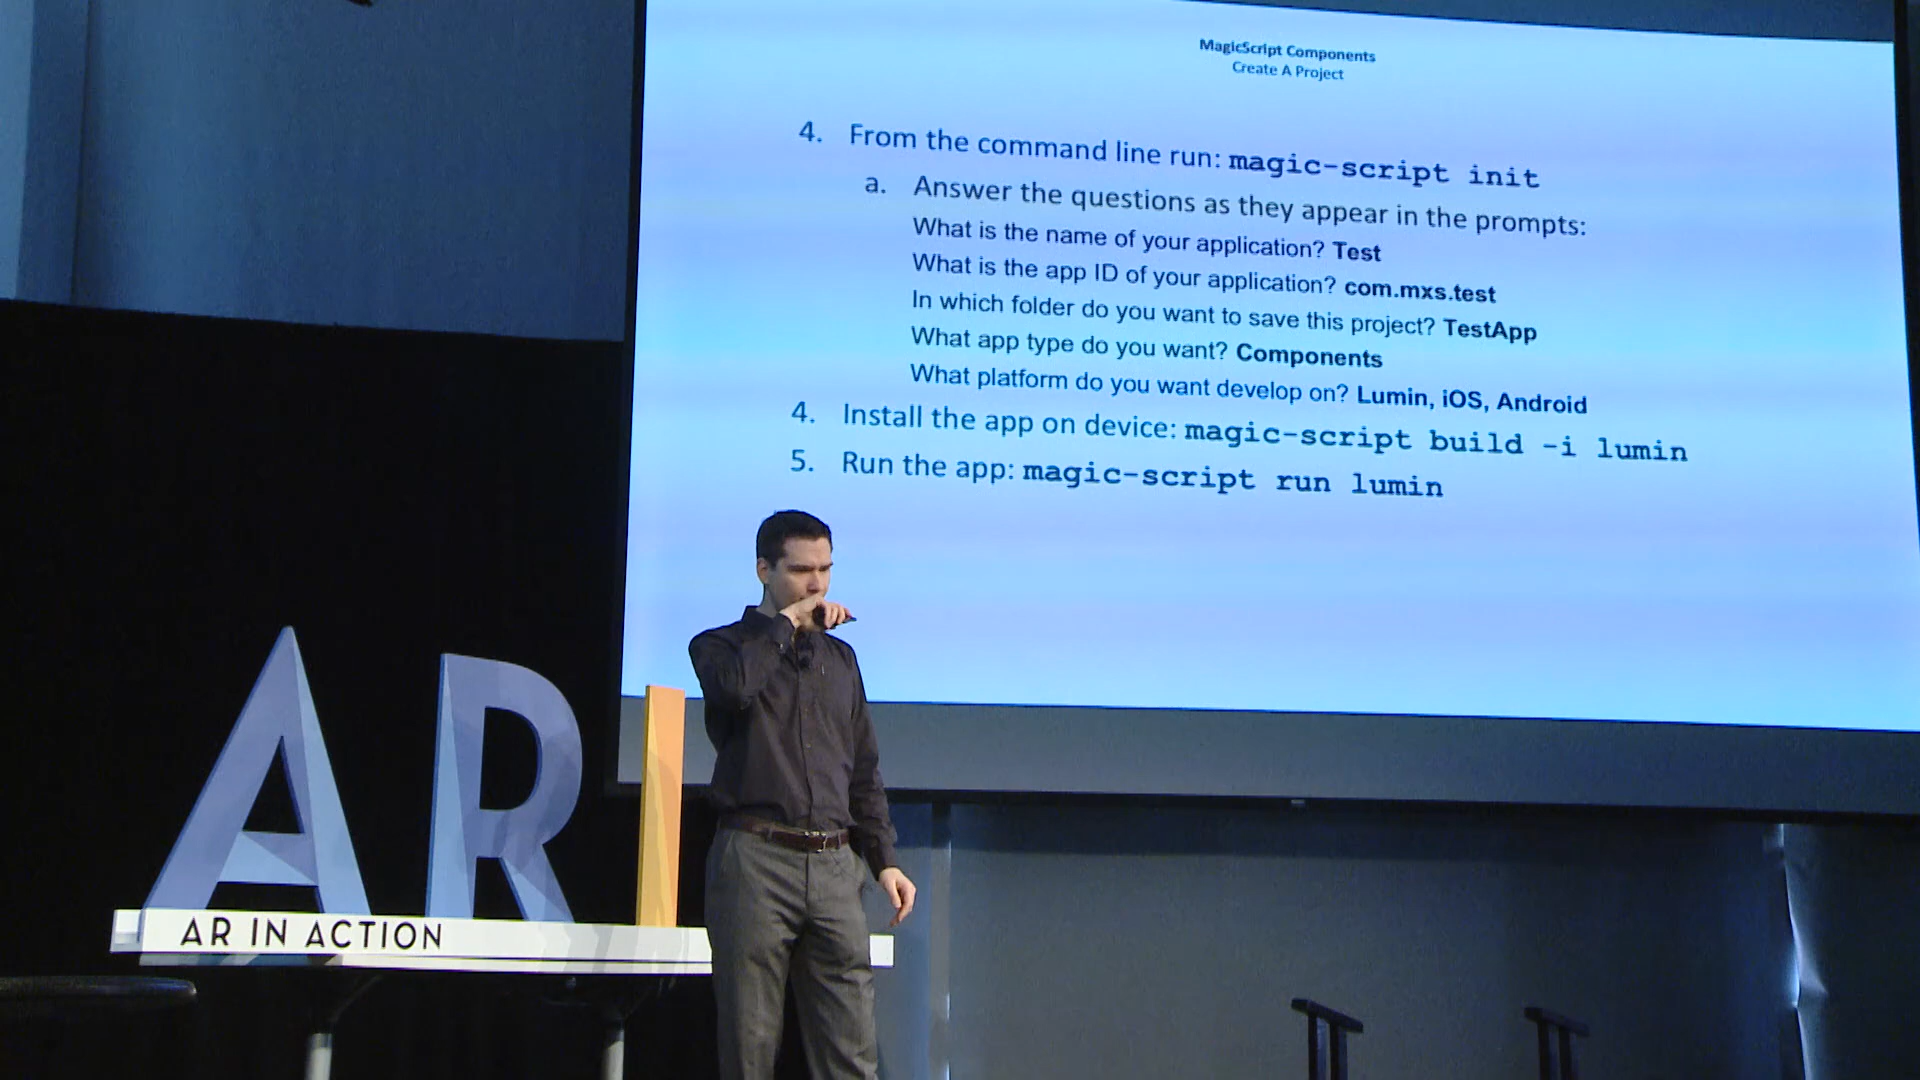 MagicScript Components
Create A Project
4. From the command line run: magic-script init
a. Answer the questions as they appear in the prompts:
What is the name of your application? Test
What is the app ID of your application? com.mxs.test
In which folder do you want to save this project? TestApp
What app type do you want? Components
What platform do you want develop on? Lumin, iOS, Android
4. Install the app on device: magic-script build -i lumin
5. Run the app: magic-script run lumin
ARI
AR IN ACTION